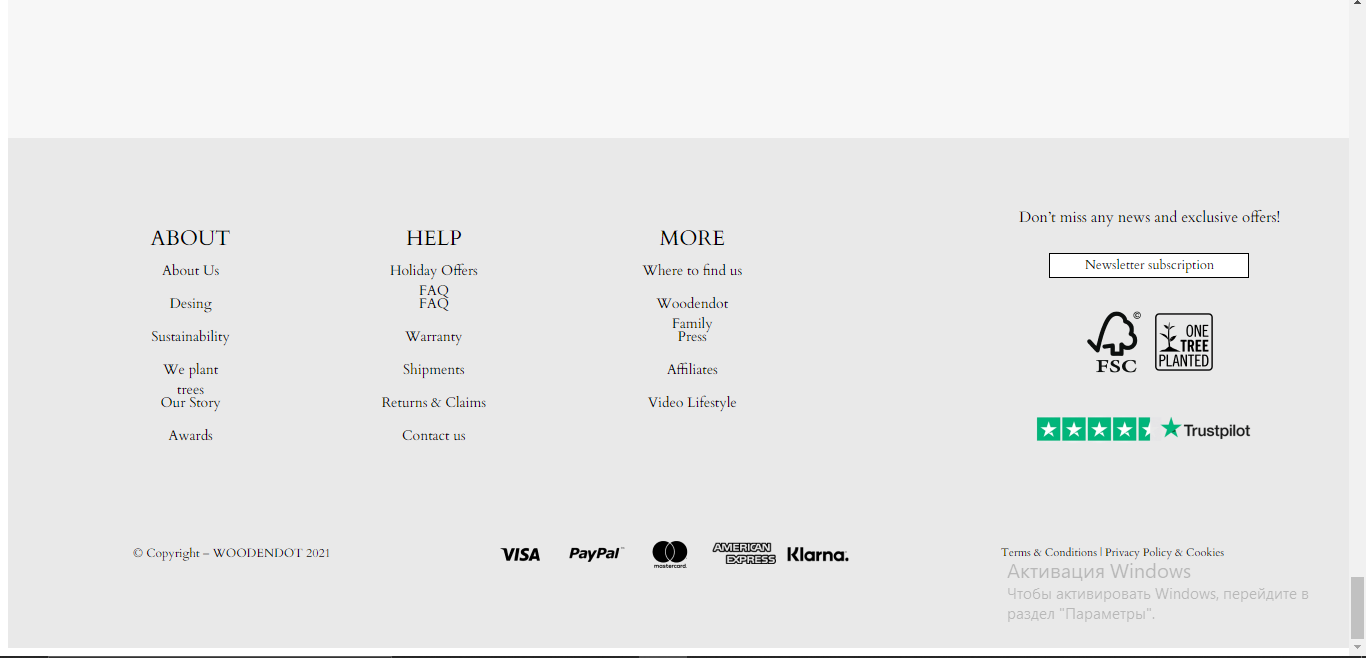 ABOUT
About Us
Desing
Sustainability
We plant
trees
Our Story
Awards
HELP
Holiday Offers
FAQ
FAQ
Warranty
Shipments
Returns & Claims
Contact us
MORE
Where to find us
Woodendot
Family
Press
Affiliates
Video Lifestyle
Don't miss any news and exclusive offers!
Newsletter subscription
©
FSC
ONE
TREE
PLANTED
Trustpilot
© Copyright – WOODENDOT 2021
VISA
PayPal
mastercard.
AMERICAN
EXPRESS
Klarna.
Terms & Conditions | Privacy Policy & Cookies
Активация Windows
Чтобы активировать Windows, перейдите в
раздел "Параметры".